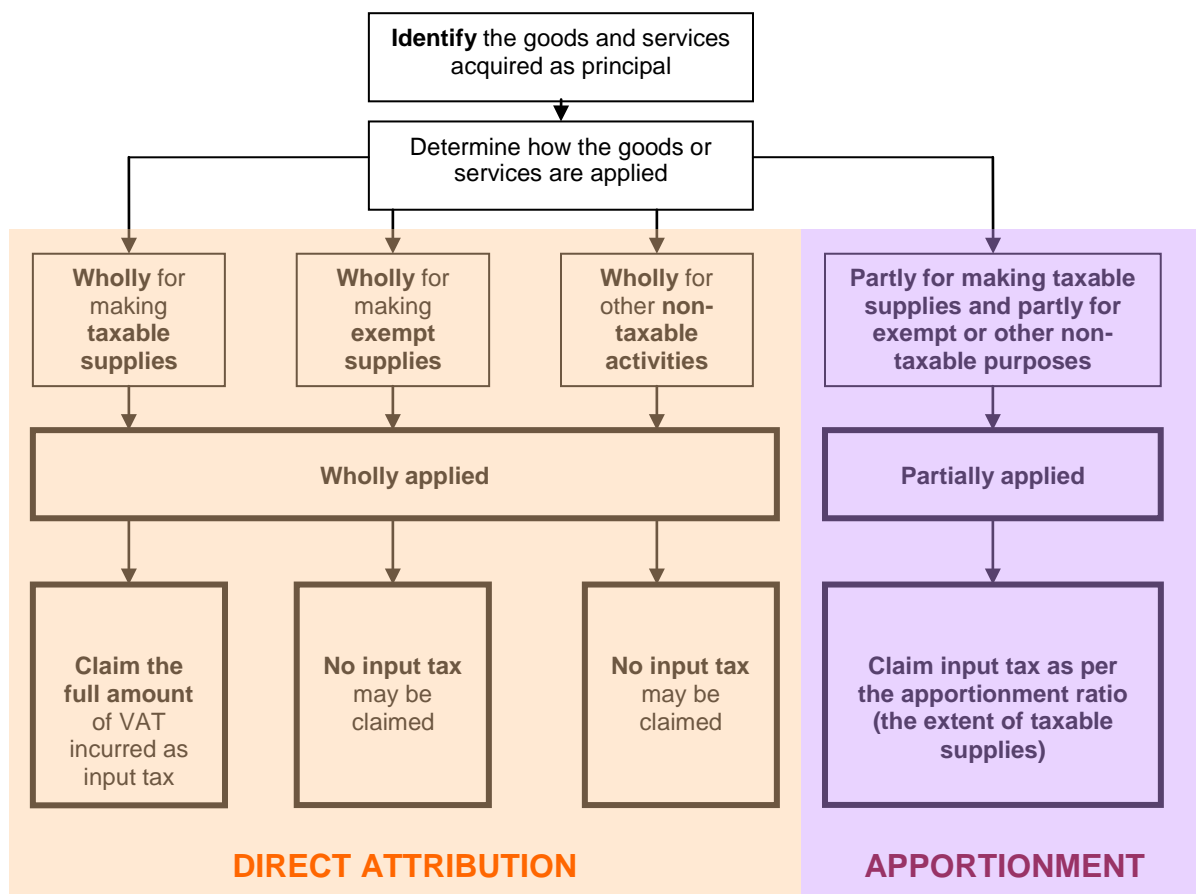 Identify the goods and services
acquired as principal
Determine how the goods or
services are applied
Wholly for
making
taxable
supplies
Wholly for
making
exempt
supplies
Wholly for
other non-
taxable
activities
Partly for making taxable
supplies and partly for
exempt or other non-
taxable purposes
Wholly applied
Partially applied
Claim the
full amount
of VAT
incurred as
input tax
No input tax
may be
claimed
No input tax
may be
claimed
Claim input tax as per
the apportionment ratio
(the extent of taxable
supplies)
DIRECT ATTRIBUTION
APPORTIONMENT